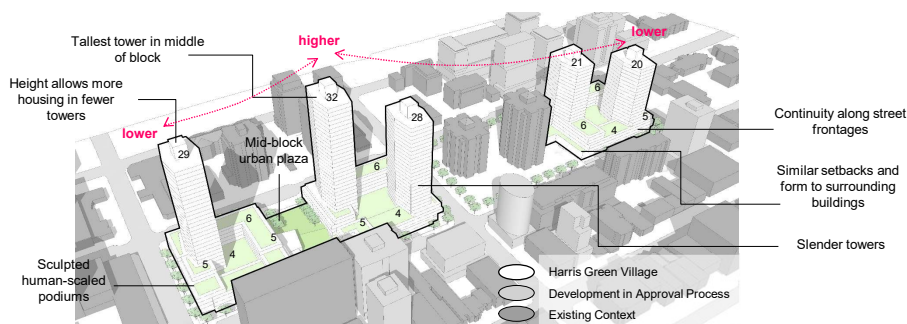 Tallest tower in middle
of block
higher
lower
Height allows more
housing in fewer
towers
lower
29
32
28
21
20
6
5
6
4
Mid-block
urban plaza
6
6
5
4
5
4
5
5
Continuity along street
frontages
Similar setbacks and
form to surrounding
buildings
Slender towers
Sculpted
human-scaled
podiums
Harris Green Village
Development in Approval Process
Existing Context